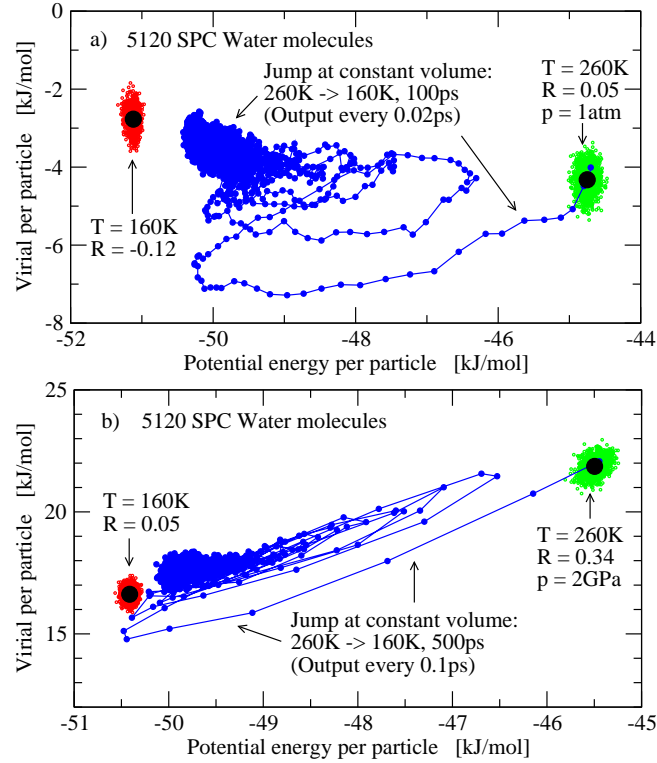 0
-2
-4
-6
-8
Virial per particle [kJ/mol]
a) 5120 SPC Water molecules
Jump at constant volume:
260K -> 160K, 100ps
(Output every 0.02ps)
T = 260K
R = 0.05
p = 1atm
T = 160K
R = -0.12
-52 -50 -48 -46 -44
Potential energy per particle [kJ/mol]
25
20
15
Virial per particle [kJ/mol]
b) 5120 SPC Water molecules
T = 160K
R = 0.05
T = 260K
R = 0.34
p = 2GPa
Jump at constant volume:
260K -> 160K, 500ps
(Output every 0.1ps)
-51 -50 -49 -48 -47 -46 -45
Potential energy per particle [kJ/mol]